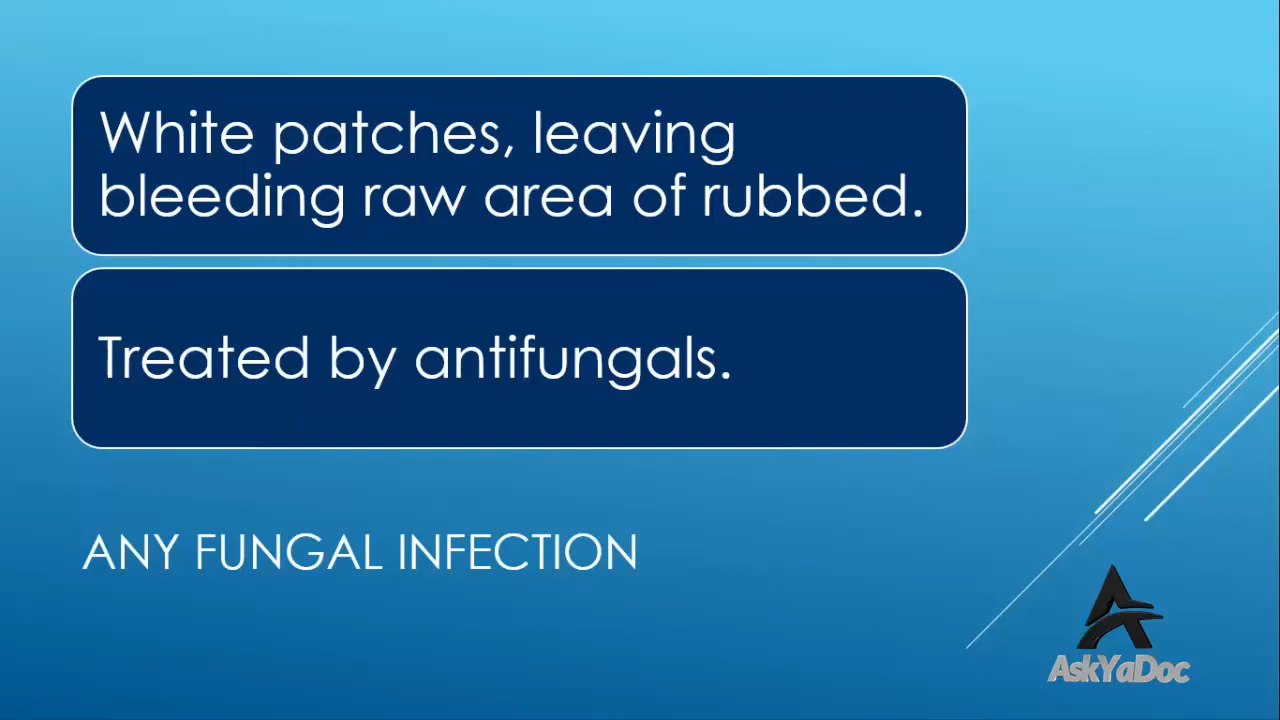 White patches, leaving
bleeding raw area of rubbed.
Treated by antifungals.
ANY FUNGAL INFECTION
AskYaDoc